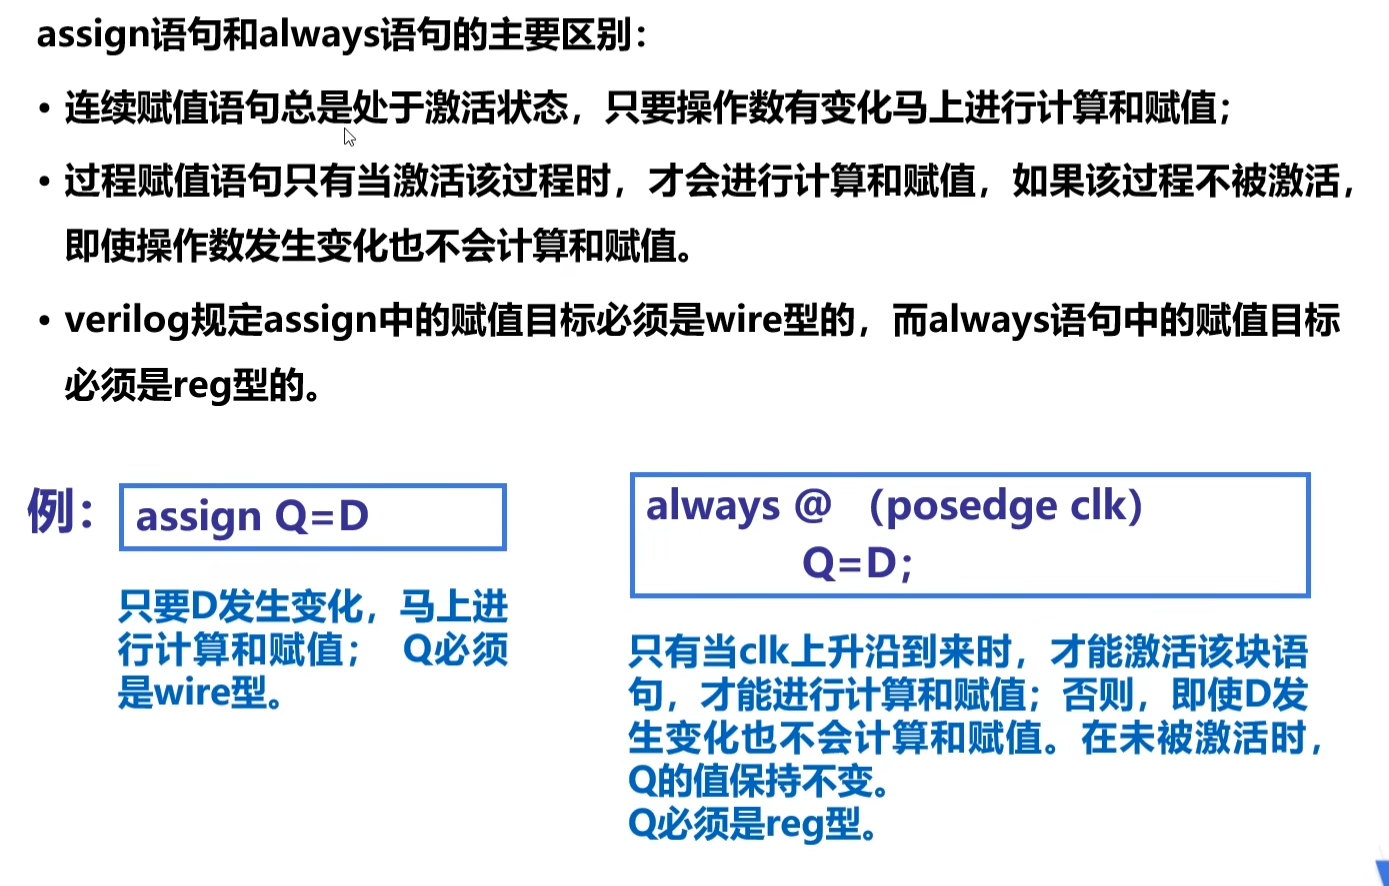 assign语句和always语句的主要区别：
• 连续赋值语句总是处于激活状态，只要操作数有变化马上进行计算和赋值；
• 过程赋值语句只有当激活该过程时，才会进行计算和赋值，如果该过程不被激活，
即使操作数发生变化也不会计算和赋值。
• verilog规定assign中的赋值目标必须是wire型的，而always语句中的赋值目标
必须是reg型的。
例：
assign Q=D
只要D发生变化，马上进
行计算和赋值； Q必须
是wire型。
always @ （posedge clk)
Q=D；
只有当clk上升沿到来时，才能激活该块语
句，才能进行计算和赋值；否则，即使D发
生变化也不会计算和赋值。在未被激活时，
Q的值保持不变。
Q必须是reg型。